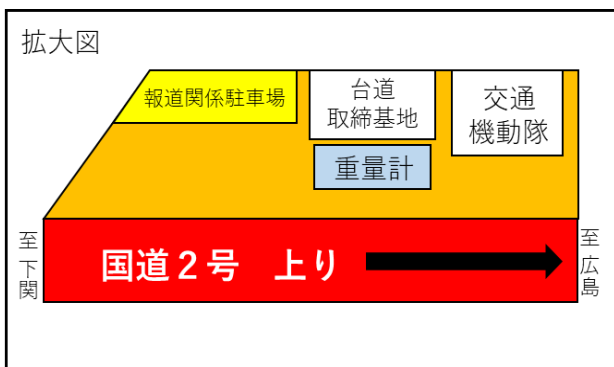 拡大図
報道関係駐車場
台道
取締基地
交通
機動隊
重量計
至下関
国道２号　上り
至広島